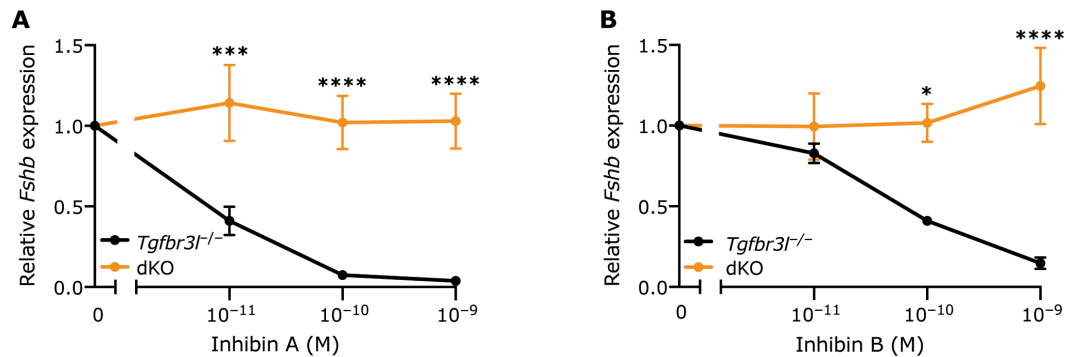 A
Relative Fshb expression
1.5
1.0
0.5
0.0
***
****
****
Tgfbr3l⁻/⁻
dKO
0
10⁻¹¹
10⁻¹⁰
10⁻⁹
Inhibin A (M)
B
Relative Fshb expression
1.5
1.0
0.5
0.0
*
****
Tgfbr3l⁻/⁻
dKO
0
10⁻¹¹
10⁻¹⁰
10⁻⁹
Inhibin B (M)